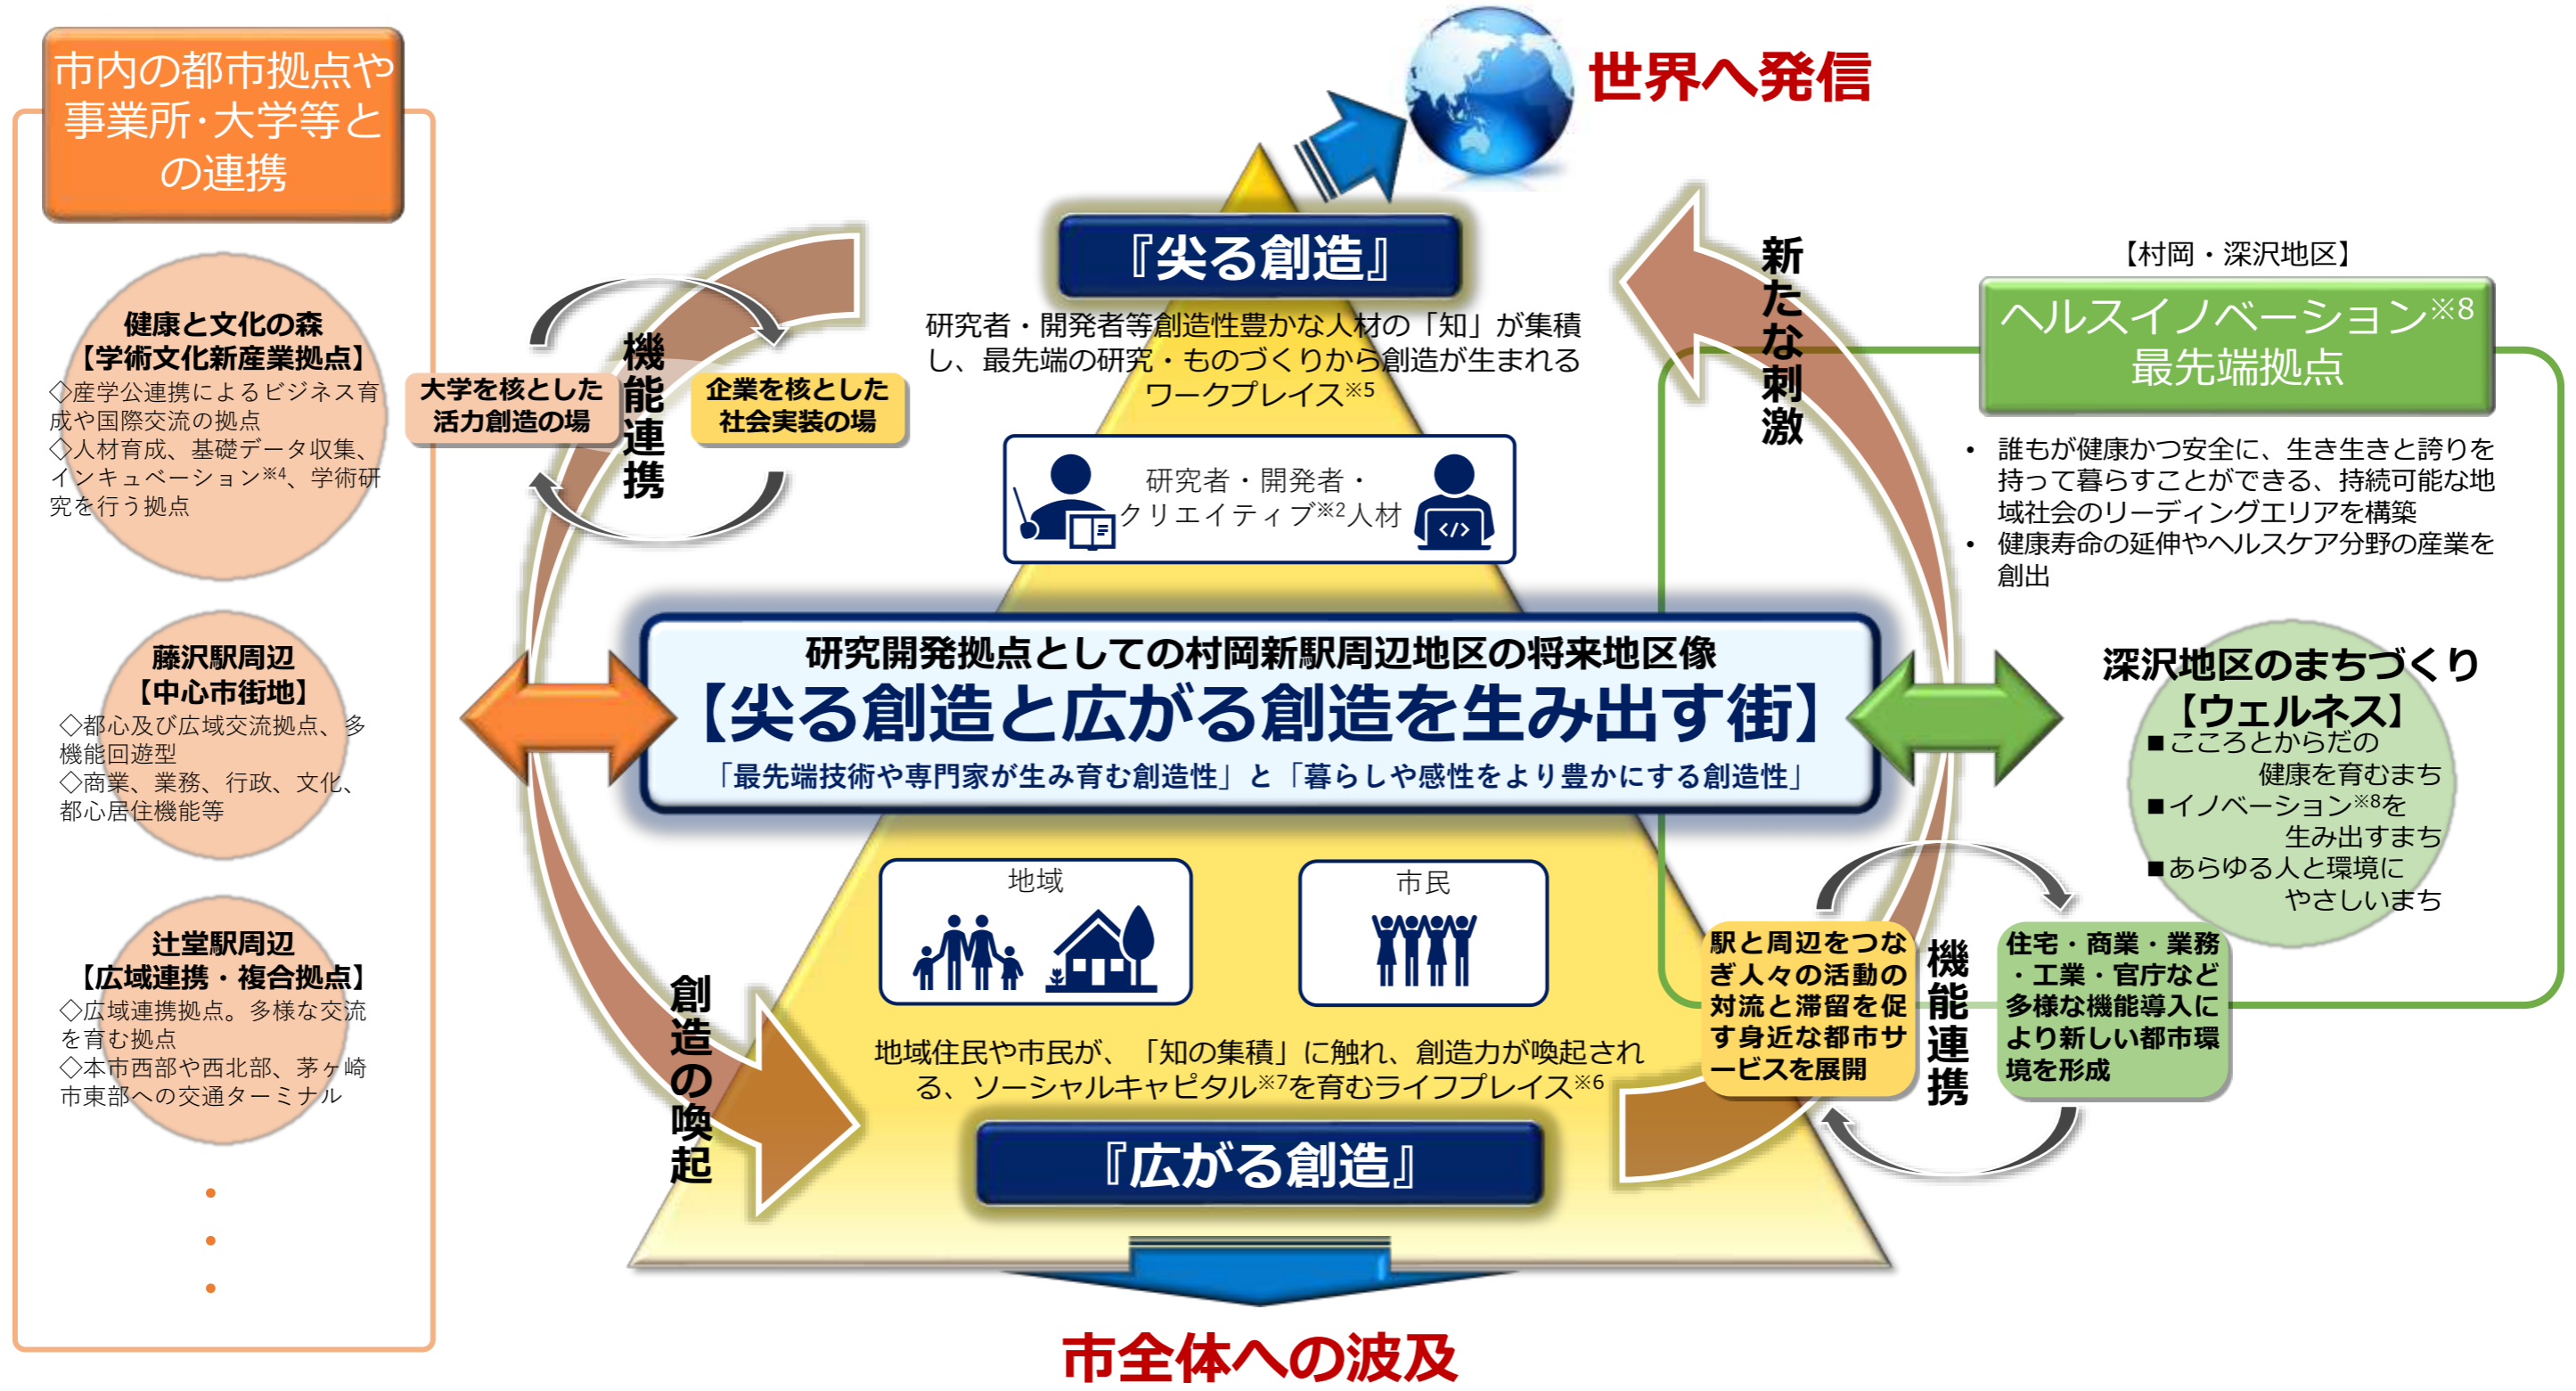 市内の都市拠点や
事業所・大学等と
の連携
健康と文化の森
【学術文化新産業拠点】
◇産学公連携によるビジネス育
成や国際交流の拠点
◇人材育成、基礎データ収集、
インキュベーション※4、学術研
究を行う拠点
藤沢駅周辺
【中心市街地】
◇都心及び広域交流拠点、多
機能回遊型
◇商業、業務、行政、文化、
都心居住機能等
辻堂駅周辺
【広域連携・複合拠点】
◇広域連携拠点。多様な交流
を育む拠点
◇本市西部や西北部、茅ヶ崎
市東部への交通ターミナル
・
・
・
大学を核とした
活力創造の場
機能連携
企業を核とした
社会実装の場
世界へ発信
『尖る創造』
研究者・開発者等創造性豊かな人材の「知」が集積
し、最先端の研究・ものづくりから創造が生まれる
ワークプレイス※5
研究者・開発者・
クリエイティブ※2人材
</>
研究開発拠点としての村岡新駅周辺地区の将来地区像
【尖る創造と広がる創造を生み出す街】
「最先端技術や専門家が生み育む創造性」と「暮らしや感性をより豊かにする創造性」
地域
市民
創造の喚起
地域住民や市民が、「知の集積」に触れ、創造力が喚起され
る、ソーシャルキャピタル※7を育むライフプレイス※6
『広がる創造』
市全体への波及
新たな刺激
【村岡・深沢地区】
ヘルスイノベーション※8
最先端拠点
• 誰もが健康かつ安全に、生き生きと誇りを
持って暮らすことができる、持続可能な地
域社会のリーディングエリアを構築
• 健康寿命の延伸やヘルスケア分野の産業を
創出
深沢地区のまちづくり
【ウェルネス】
■こころとからだの
健康を育むまち
■イノベーション※8を
生み出すまち
■あらゆる人と環境に
やさしいまち
駅と周辺をつな
ぎ人々の活動の
対流と滞留を促
す身近な都市サ
ービスを展開
機能連携
住宅・商業・業務
・工業・官庁など
多様な機能導入に
より新しい都市環
境を形成